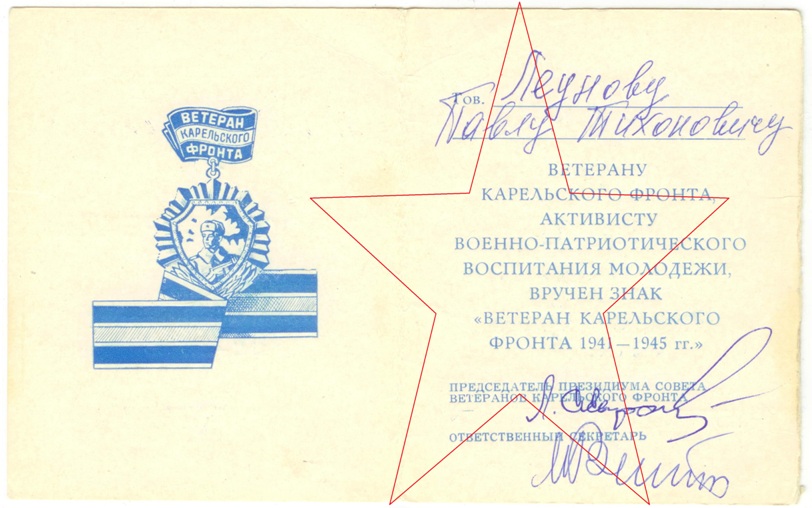 ВЕТЕРАН
КАРЕЛЬСКОГО
ФРОНТА
Тов. Леунову
Павлу Тихоновичу
ВЕТЕРАНУ
КАРЕЛЬСКОГО ФРОНТА,
АКТИВИСТУ
ВОЕННО-ПАТРИОТИЧЕСКОГО
ВОСПИТАНИЯ МОЛОДЕЖИ,
ВРУЧЕН ЗНАК
«ВЕТЕРАН КАРЕЛЬСКОГО
ФРОНТА 1941—1945 гг.»
ПРЕДСЕДАТЕЛЬ ПРЕЗИДИУМА СОВЕТА
ВЕТЕРАНОВ КАРЕЛЬСКОГО ФРОНТА
ОТВЕТСТВЕННЫЙ СЕКРЕТАРЬ